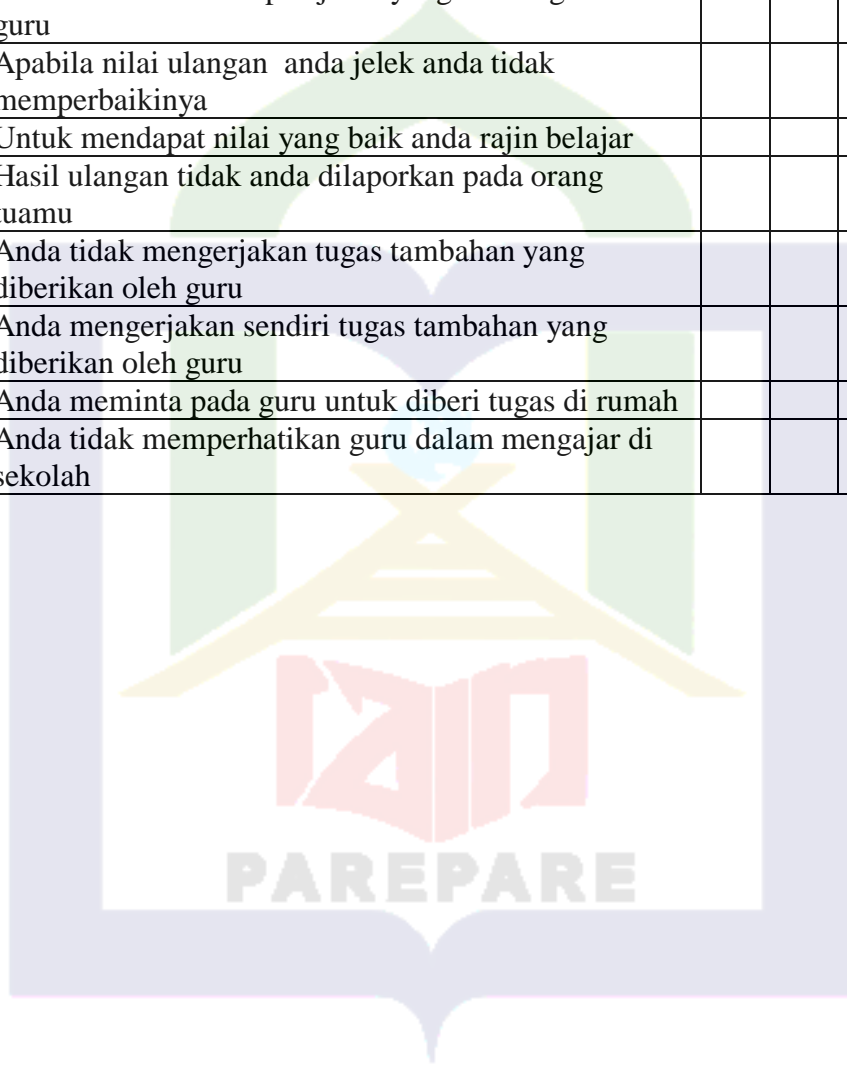 guru
Apabila nilai ulangan  anda jelek anda tidak
memperbaikinya
Untuk mendapat nilai yang baik anda rajin belajar
Hasil ulangan tidak anda dilaporkan pada orang
tuamu
Anda tidak mengerjakan tugas tambahan yang
diberikan oleh guru
Anda mengerjakan sendiri tugas tambahan yang
diberikan oleh guru
Anda meminta pada guru untuk diberi tugas di rumah
Anda tidak memperhatikan guru dalam mengajar di
sekolah
PAREPARE